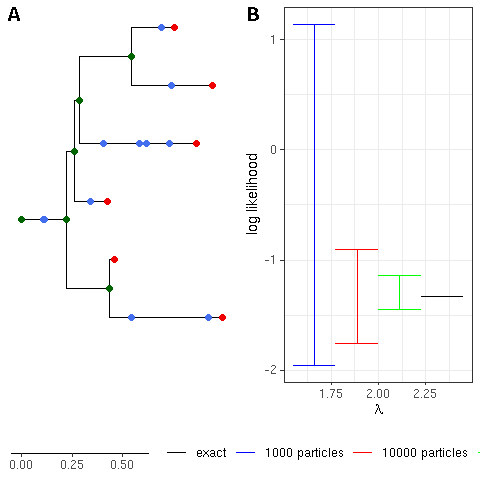 A
B
log likelihood
1
0
-1
-2
1.75 2.00 2.25
λ
0.00 0.25 0.50
exact 1000 particles 10000 particles